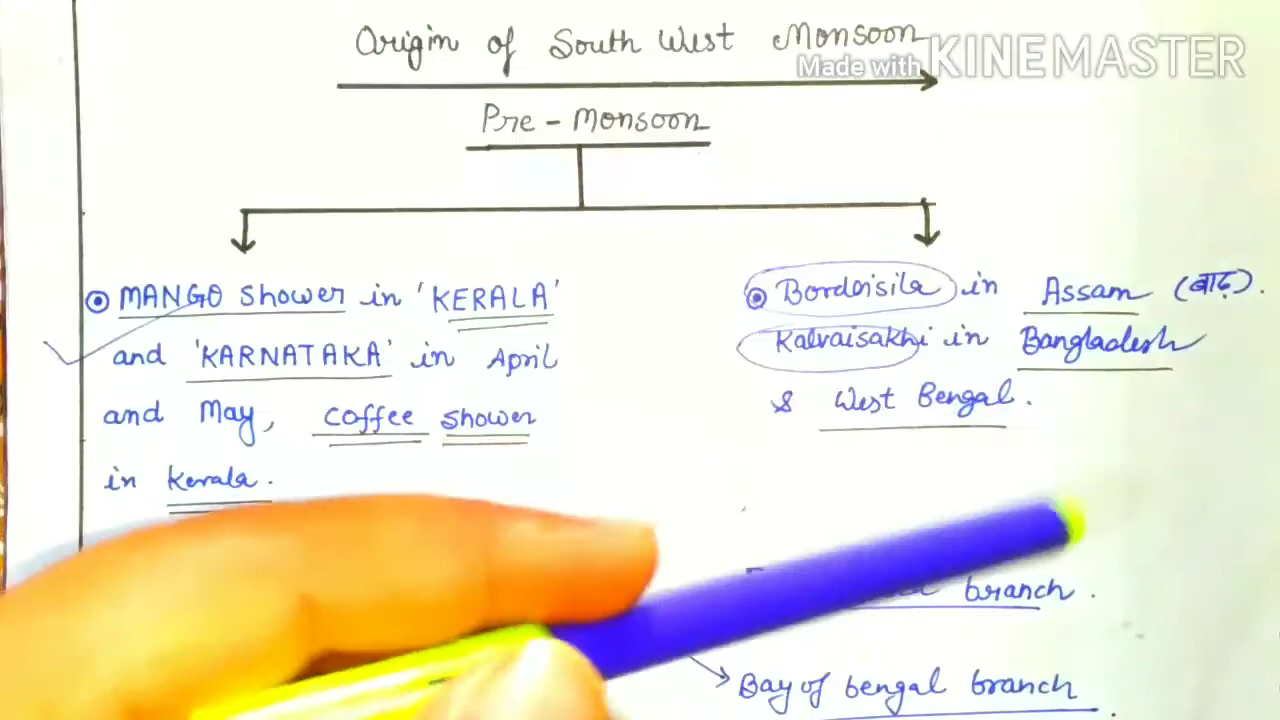 Origin of South West Monsoon
Made with KINEMASTER
Pre - Monsoon
MANGO Shower in 'KERALA'
and 'KARNATAKA' in April
and May, coffee shower
in Kerala.
Bordoisila in Assam (बाढ़).
Kalvaisakhi in Bangladesh
& West Bengal.
branch.
Bay of bengal branch